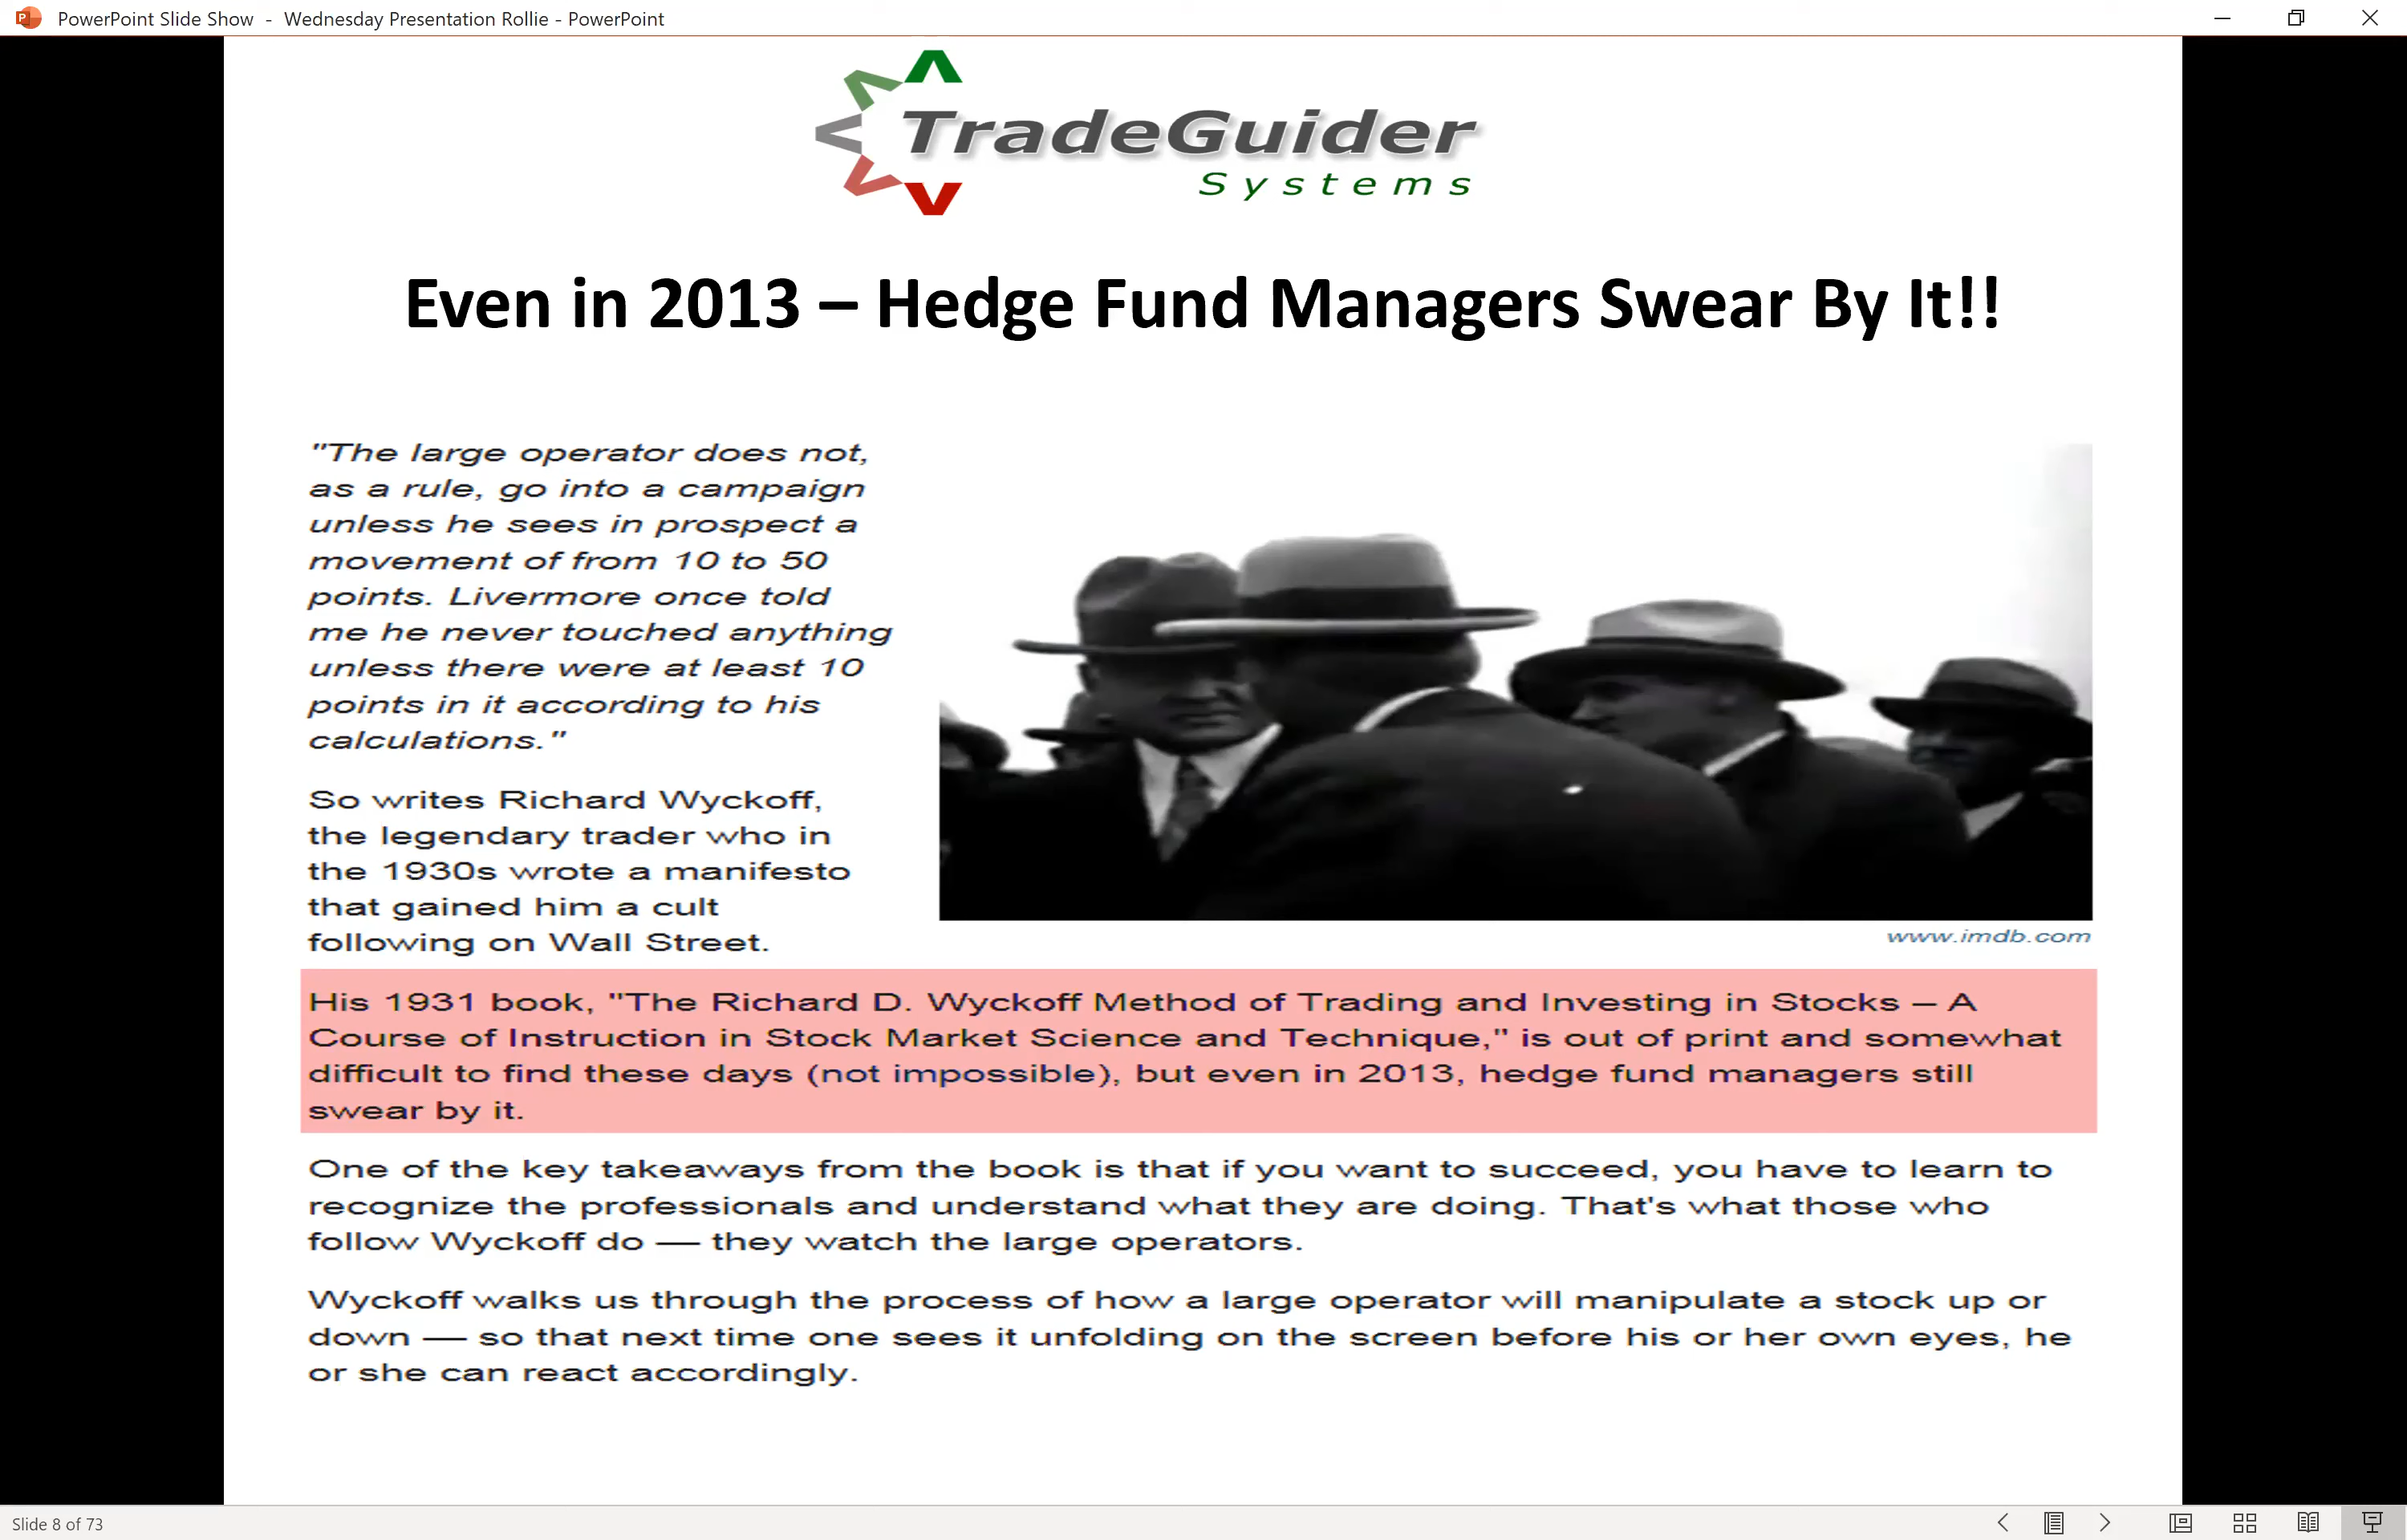 PowerPoint Slide Show - Wednesday Presentation Rollie - PowerPoint
TradeGuider
Systems
Even in 2013 – Hedge Fund Managers Swear By It!!
"The large operator does not,
as a rule, go into a campaign
unless he sees in prospect a
movement of from 10 to 50
points. Livermore once told
me he never touched anything
unless there were at least 10
points in it according to his
calculations."
So writes Richard Wyckoff,
the legendary trader who in
the 1930s wrote a manifesto
that gained him a cult
following on Wall Street.
www.imdb.com
His 1931 book, "The Richard D. Wyckoff Method of Trading and Investing in Stocks – A
Course of Instruction in Stock Market Science and Technique," is out of print and somewhat
difficult to find these days (not impossible), but even in 2013, hedge fund managers still
swear by it.
One of the key takeaways from the book is that if you want to succeed, you have to learn to
recognize the professionals and understand what they are doing. That's what those who
follow Wyckoff do — they watch the large operators.
Wyckoff walks us through the process of how a large operator will manipulate a stock up or
down — so that next time one sees it unfolding on the screen before his or her own eyes, he
or she can react accordingly.
Slide 8 of 73